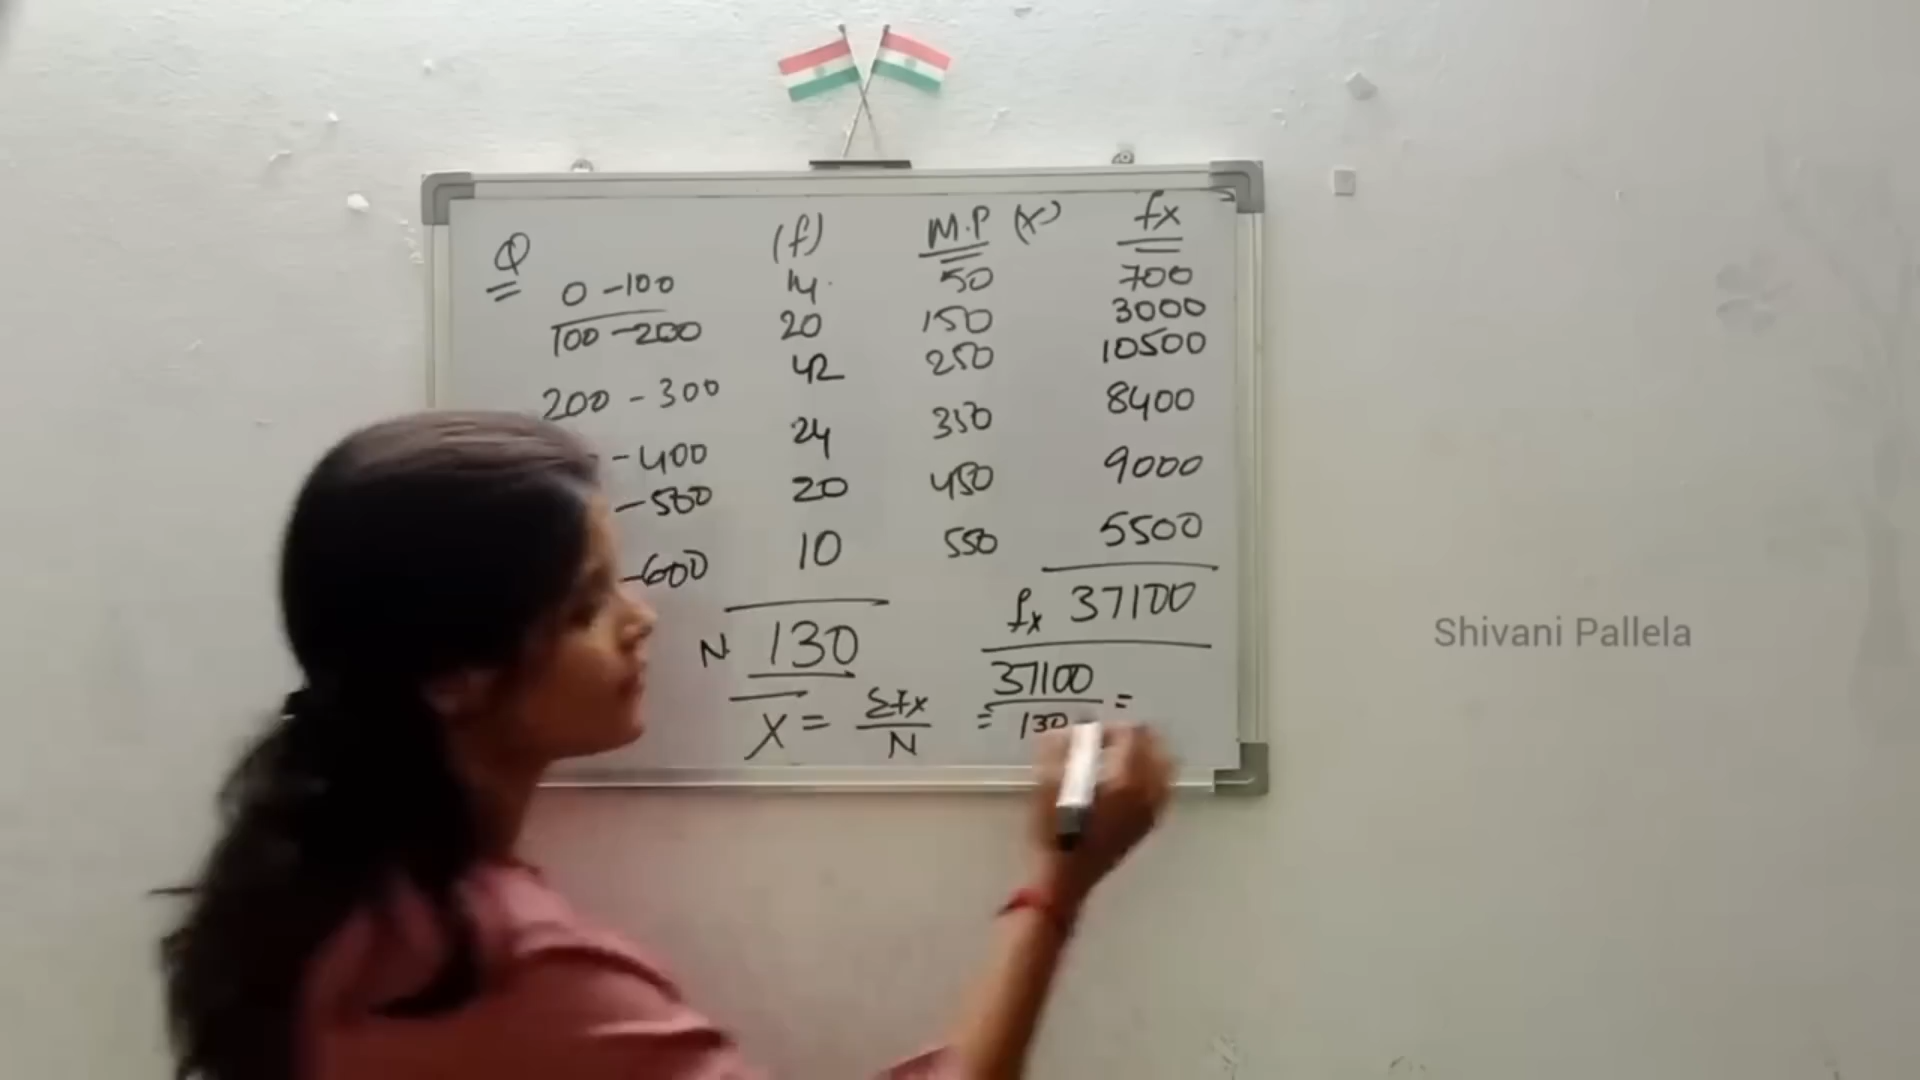 Q (f) M.P (x) fx
0 - 100 14 50 700
100 - 200 20 150 3000
200 - 300 42 250 10500
- 400 24 350 8400
- 500 20 450 9000
- 600 10 550 5500
N 130 fx 37100
X = Σfx / N = 37100 / 130 =
Shivani Pallela